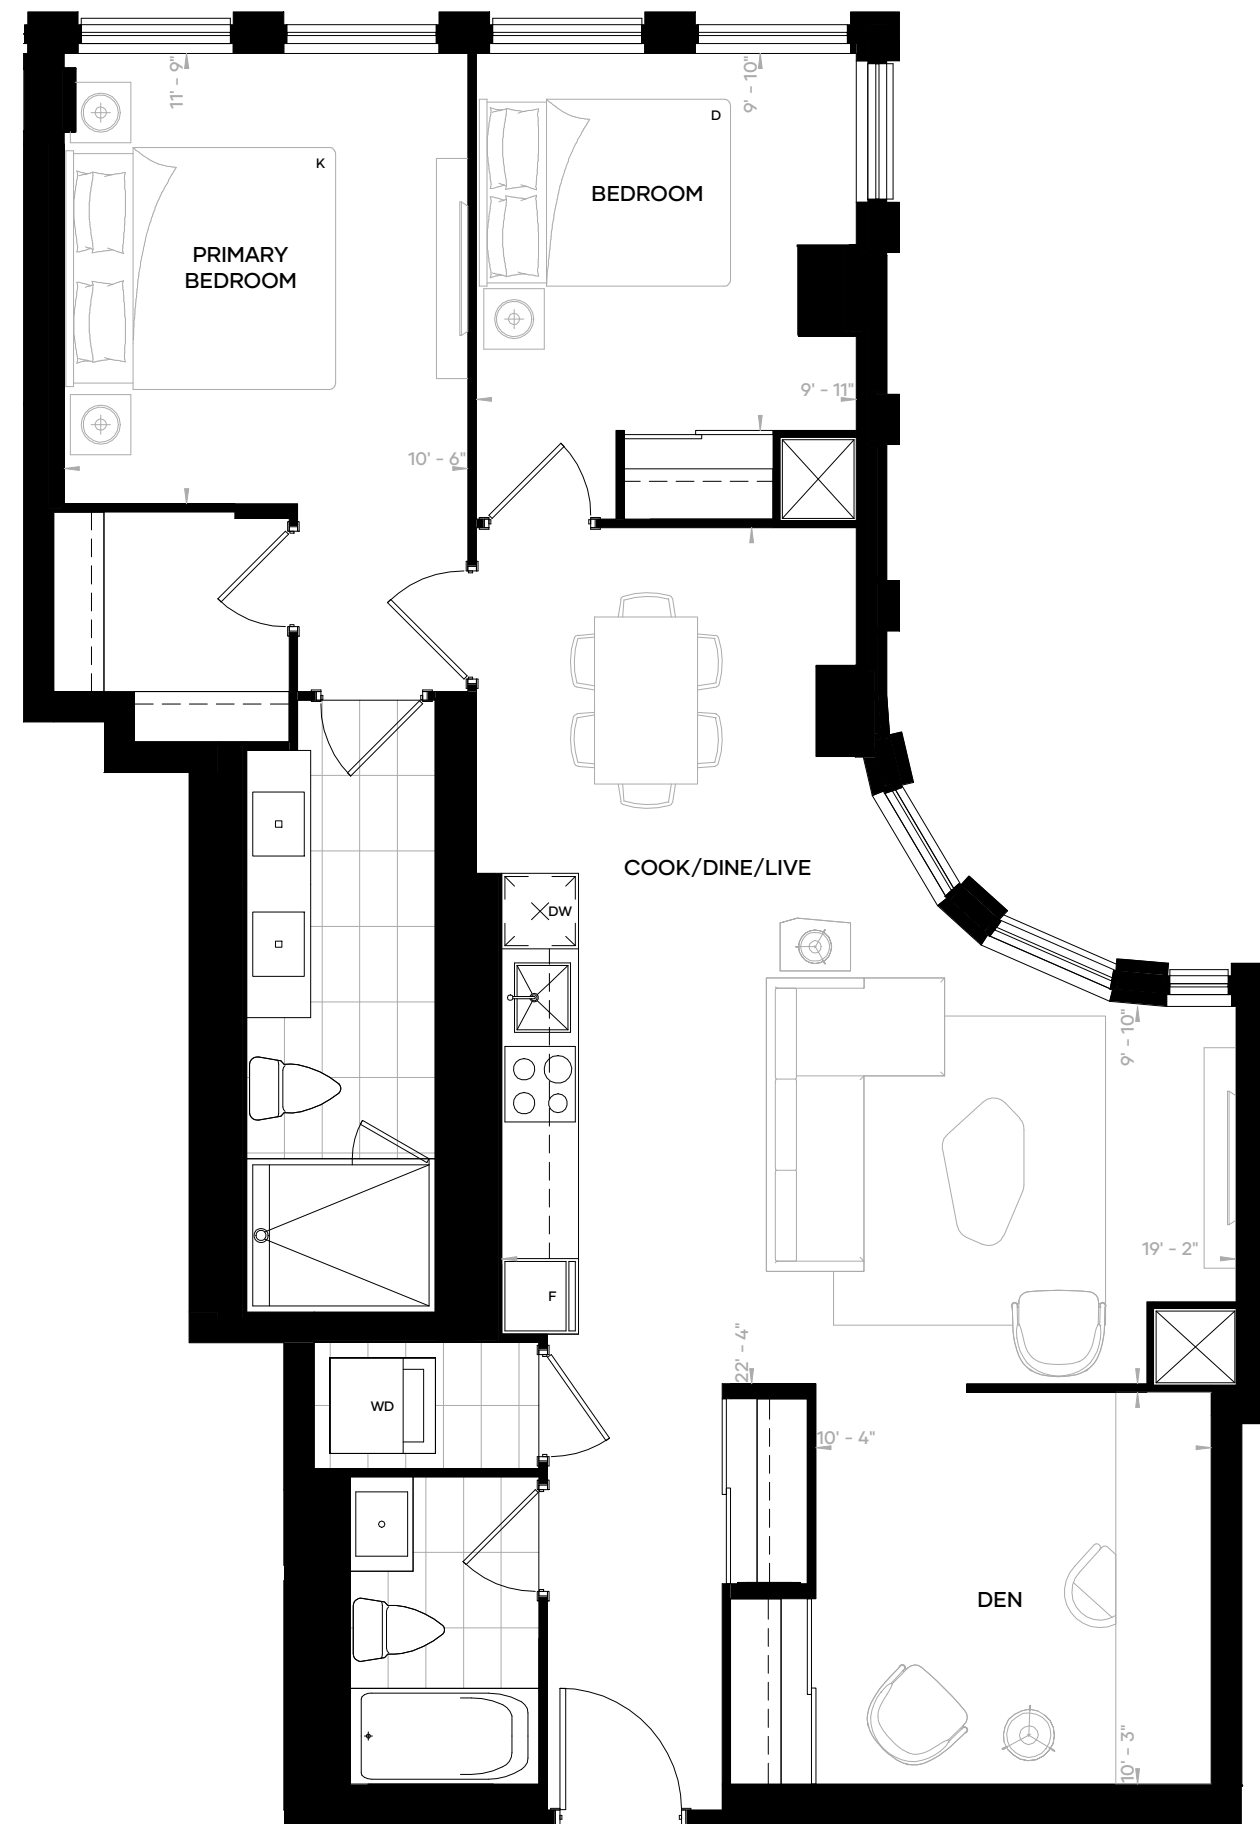 11' - 9"
9' - 10"
K
D
BEDROOM
PRIMARY
BEDROOM
9' - 11"
10' - 6"
COOK/DINE/LIVE
DW
9' - 10"
19' - 2"
F
22' - 4"
WD
10' - 4"
DEN
10' - 3"